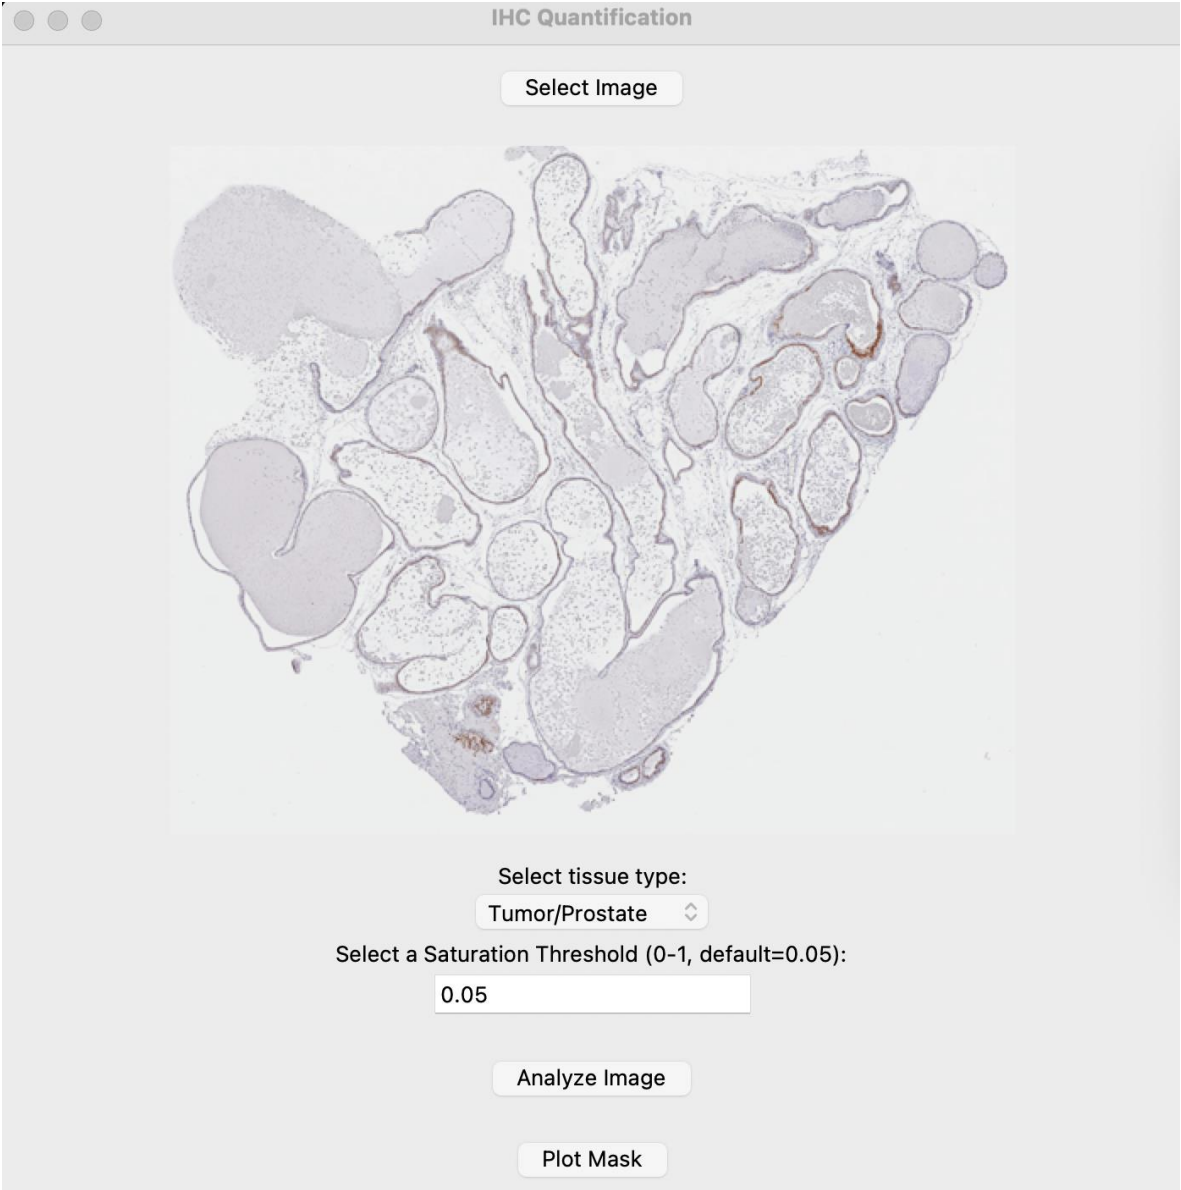 IHC Quantification
Select Image
Select tissue type:
Tumor/Prostate
Select a Saturation Threshold (0-1, default=0.05):
0.05
Analyze Image
Plot Mask